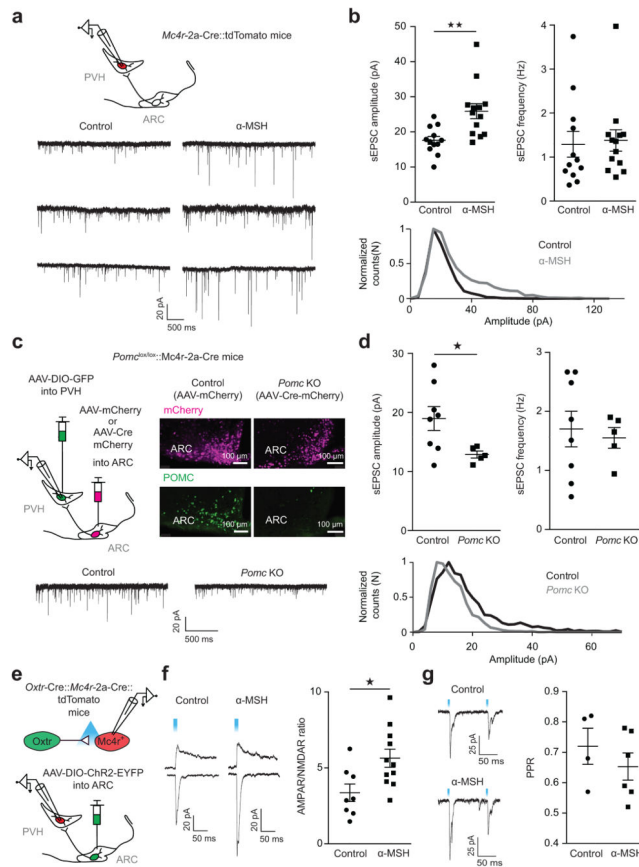 a
Mc4r-2a-Cre::tdTomato mice
PVH
ARC
Control
α-MSH
20 pA
500 ms
b
★★
sEPSC amplitude (pA)
50
40
30
20
10
0
Control
α-MSH
sEPSC frequency (Hz)
4
3
2
1
0
Control
α-MSH
Normalized
counts(N)
1
0.5
0
0
50
100
Amplitude (pA)
Control
α-MSH
c
Pomc lox/lox::Mc4r-2a-Cre mice
AAV-DIO-GFP
into PVH
AAV-mCherry
or
AAV-Cre
mCherry
into ARC
PVH
ARC
Control
(AAV-mCherry)
Pomc KO
(AAV-Cre-mCherry)
mCherry
ARC
100 µm
ARC
100 µm
POMC
ARC
100 µm
ARC
100 µm
Control
Pomc KO
20 pA
500 ms
d
★
sEPSC amplitude (pA)
30
20
10
0
Control
Pomc KO
sEPSC frequency (Hz)
3
2
1
0
Control
Pomc KO
Normalized
counts (N)
1
0.5
0
0
20
40
60
Amplitude (pA)
Control
Pomc KO
e
Oxtr-Cre::Mc4r-2a-Cre::
tdTomato
mice
Oxtr
Mc4r+
AAV-DIO-ChR2-EYFP
into ARC
PVH
ARC
f
Control
α-MSH
20 pA
50 ms
20 pA
50 ms
★
AMPAR/NMDAR ratio
10
5
0
Control
α-MSH
g
Control
25 pA
50 ms
α-MSH
25 pA
50 ms
PPR
0.9
0.8
0.7
0.6
0.5
0.4
Control
α-MSH